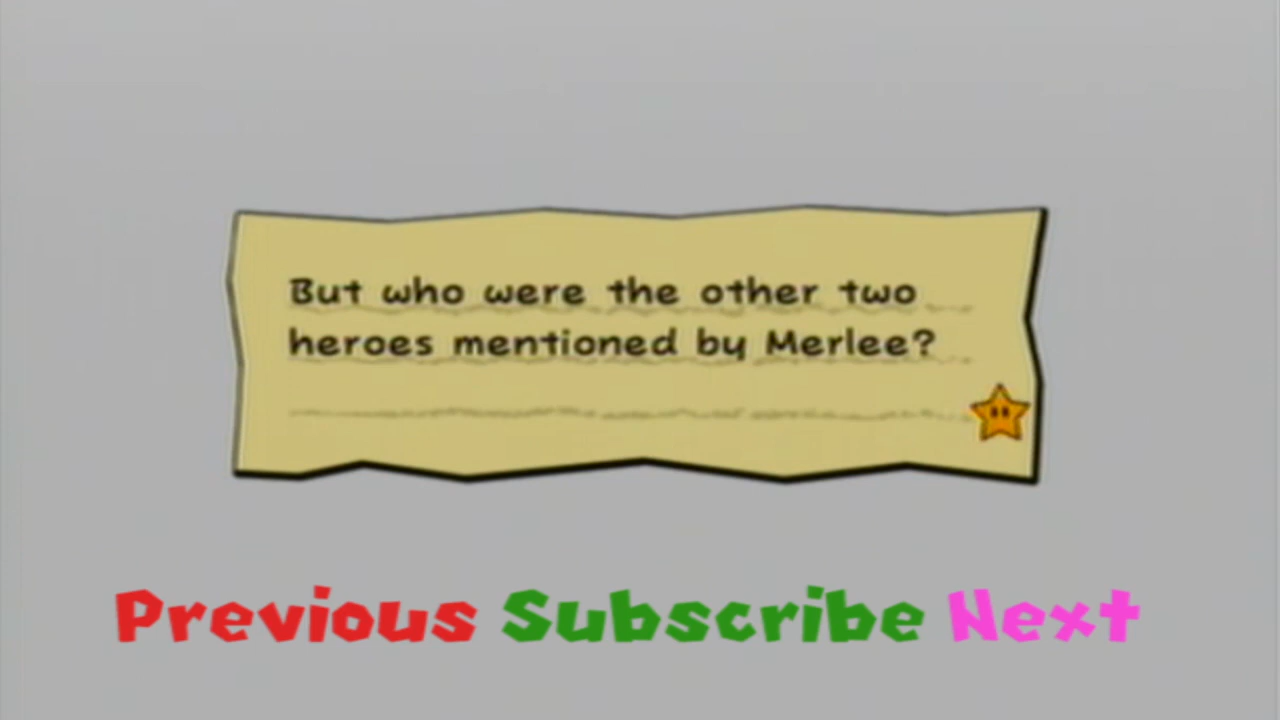 But who were the other two
heroes mentioned by Merlee?
Previous Subscribe Next